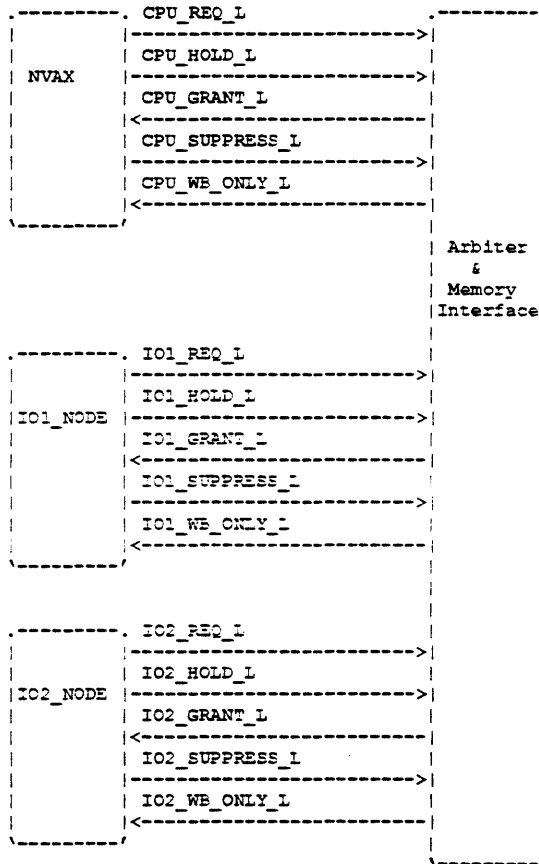 CPU_REQ_L
CPU_HOLD_L
NVAX
CPU_GRANT_L
CPU_SUPPRESS_L
CPU_WB_ONLY_L
Arbiter
&
Memory
Interface
IO1_REQ_L
IO1_HOLD_L
IO1_NODE
IO1_GRANT_L
IO1_SUPPRESS_L
IO1_WB_ONLY_L
IO2_REQ_L
IO2_HOLD_L
IO2_NODE
IO2_GRANT_L
IO2_SUPPRESS_L
IO2_WB_ONLY_L